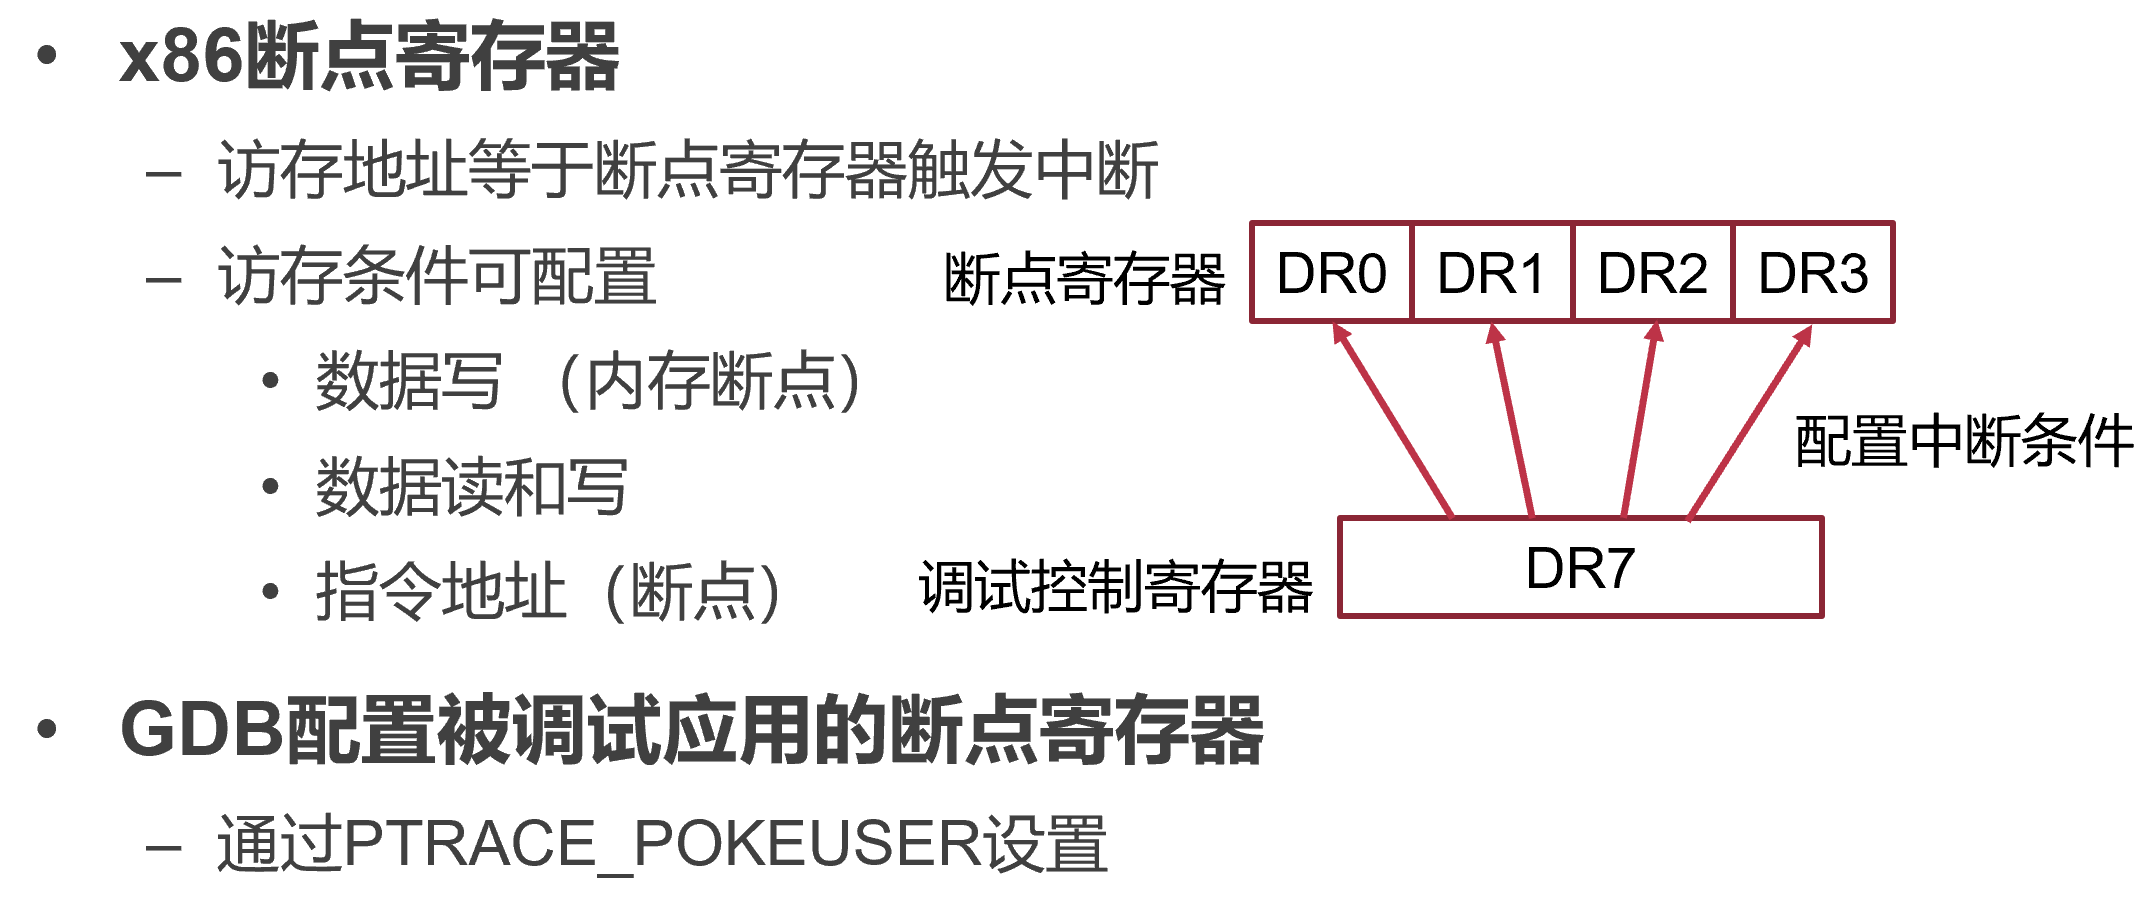 • x86断点寄存器
– 访存地址等于断点寄存器触发中断
– 访存条件可配置
• 数据写 （内存断点）
• 数据读和写
• 指令地址（断点）
断点寄存器 DR0 DR1 DR2 DR3
配置中断条件
调试控制寄存器 DR7
• GDB配置被调试应用的断点寄存器
– 通过PTRACE_POKEUSER设置